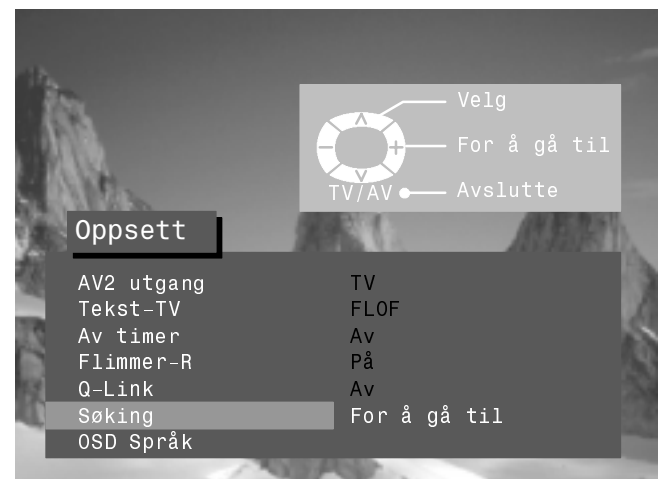 Velg
For å gå til
TV/AV Avslutte
Oppsett
AV2 utgang TV
Tekst-TV FLOF
Av timer Av
Flimmer-R På
Q-Link Av
Søking For å gå til
OSD Språk